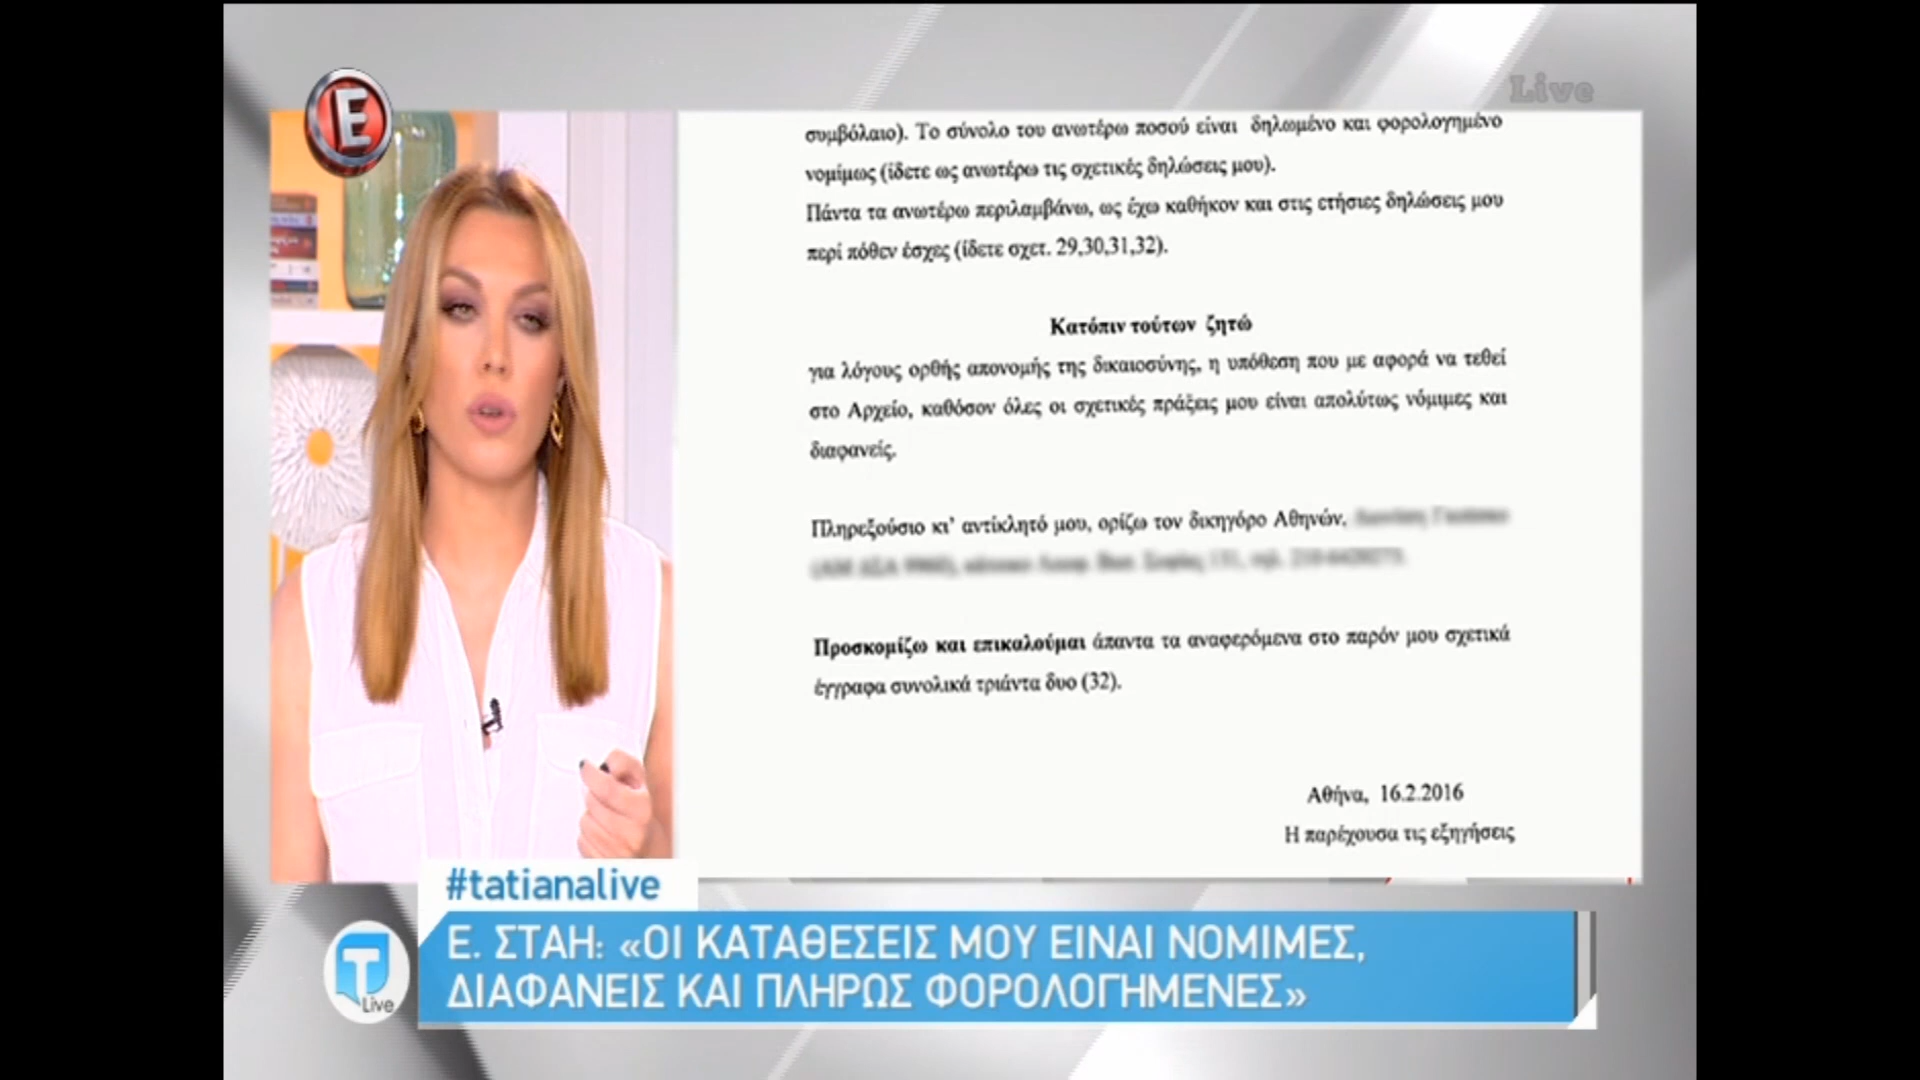 E
Live
συμβόλαιο). Το σύνολο του ανωτέρω ποσού είναι δηλωμένο και φορολογημένο
νομίμως (ίδετε ως ανωτέρω τις σχετικές δηλώσεις μου).
Πάντα τα ανωτέρω περιλαμβάνω, ως έχω καθήκον και στις ετήσιες δηλώσεις μου
περί πόθεν έσχες (ίδετε σχετ. 29,30,31,32).
Κατόπιν τούτων ζητώ
για λόγους ορθής απονομής της δικαιοσύνης, η υπόθεση που με αφορά να τεθεί
στο Αρχείο, καθόσον όλες οι σχετικές πράξεις μου είναι απολύτως νόμιμες και
διαφανείς.
Πληρεξούσιο κι’ αντίκλητό μου, ορίζω τον δικηγόρο Αθηνών,
Προσκομίζω και επικαλούμαι άπαντα τα αναφερόμενα στο παρόν μου σχετικά
έγγραφα συνολικά τριάντα δυο (32).
Αθήνα, 16.2.2016
Η παρέχουσα τις εξηγήσεις
#tatianalive
Ε. ΣΤΑΗ: «ΟΙ ΚΑΤΑΘΕΣΕΙΣ ΜΟΥ ΕΙΝΑΙ ΝΟΜΙΜΕΣ,
ΔΙΑΦΑΝΕΙΣ ΚΑΙ ΠΛΗΡΩΣ ΦΟΡΟΛΟΓΗΜΕΝΕΣ»
T
Live